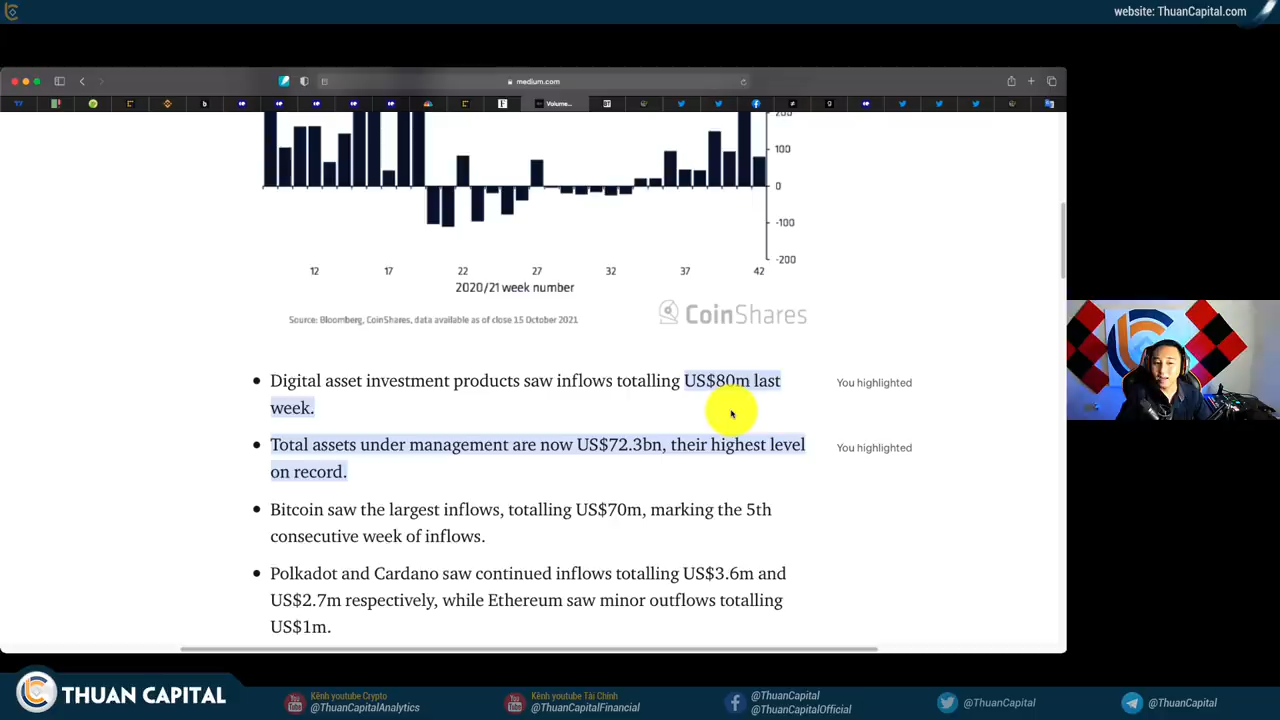 website: ThuanCapital.com
medium.com
Volume...
200
100
0
-100
-200
12 17 22 27 32 37 42
2020/21 week number
Source: Bloomberg, CoinShares, data available as of close 15 October 2021
CoinShares
Digital asset investment products saw inflows totalling US$80m last
week.
You highlighted
Total assets under management are now US$72.3bn, their highest level
on record.
You highlighted
Bitcoin saw the largest inflows, totalling US$70m, marking the 5th
consecutive week of inflows.
Polkadot and Cardano saw continued inflows totalling US$3.6m and
US$2.7m respectively, while Ethereum saw minor outflows totalling
US$1m.
THUAN CAPITAL
Kênh youtube Crypto
@ThuanCapitalAnalytics
Kênh youtube Tài Chính
@ThuanCapitalFinancial
@ThuanCapital
@ThuanCapitalOfficial
@ThuanCapital
@ThuanCapital